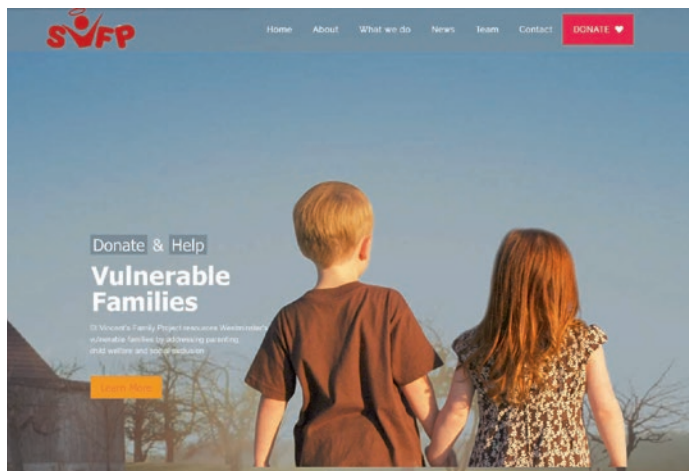 SVFP
Home About What we do News Team Contact DONATE
Donate & Help
Vulnerable
Families
St Vincent's Family Project resources Westminster's
vulnerable families by addressing parenting
child welfare and social exclusion
Learn More